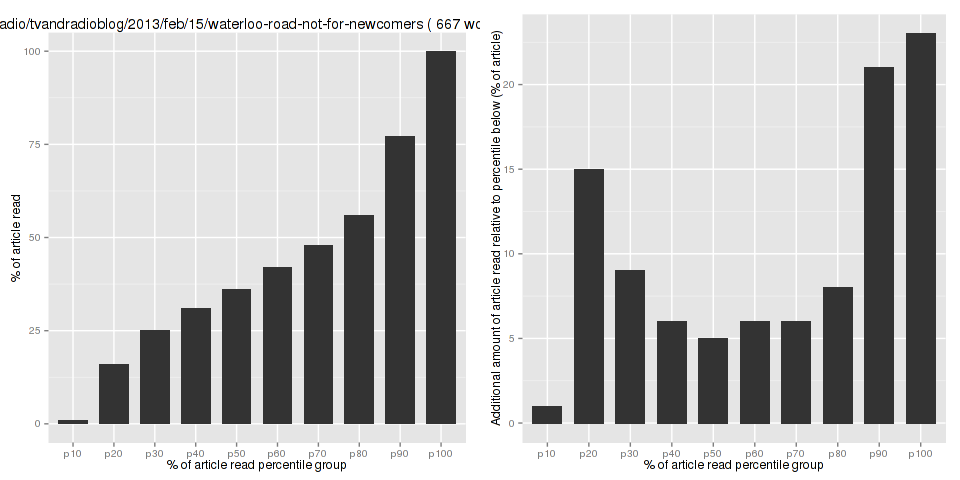 adio/tvandradioblog/2013/feb/15/waterloo-road-not-for-newcomers ( 667 wo
% of article read
100
75
50
25
0
p10 p20 p30 p40 p50 p60 p70 p80 p90 p100
% of article read percentile group
Additional amount of article read relative to percentile below (% of article)
20
15
10
5
0
p10 p20 p30 p40 p50 p60 p70 p80 p90 p100
% of article read percentile group